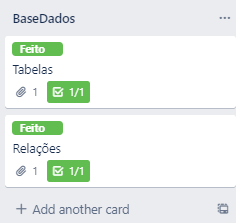 BaseDados
Feito
Tabelas
1 1/1
Feito
Relações
1 1/1
+ Add another card